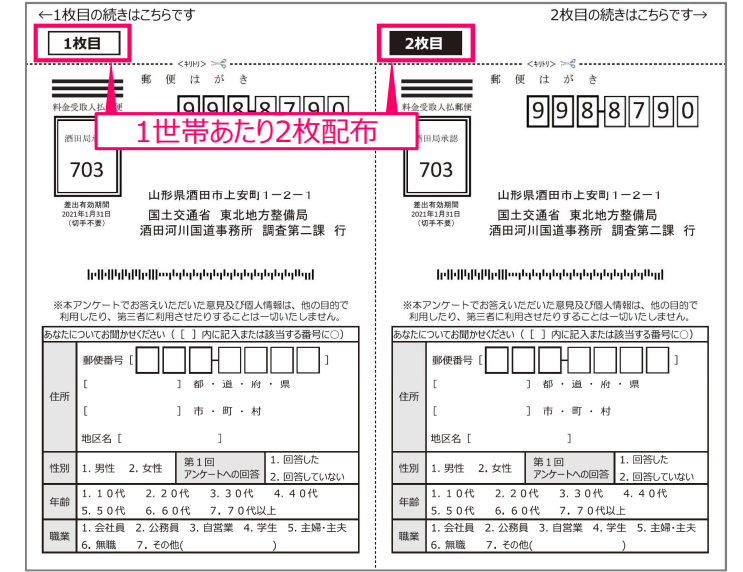 ←1枚目の続きはこちらです
2枚目の続きはこちらです→
1枚目
2枚目
<キリトリ>
<キリトリ>
1世帯あたり2枚配布
郵便はがき
998-8790
料金受取人払郵便
酒田局承認
703
差出有効期間
2021年1月31日
(切手不要)
山形県酒田市上安町1-2-1
国土交通省 東北地方整備局
酒田河川国道事務所 調査第二課 行
※本アンケートでお答えいただいた意見及び個人情報は、他の目的で
利用したり、第三者に利用させたりすることは一切いたしません。
あなたについてお聞かせください([ ]内に記入または該当する番号に○)
住所
郵便番号 [ - ]
[ ] 都・道・府・県
[ ] 市・町・村
地区名 [ ]
性別
1. 男性 2. 女性
第1回
アンケートへの回答
1. 回答した
2. 回答していない
年齢
1. 10代 2. 20代 3. 30代 4. 40代
5. 50代 6. 60代 7. 70代以上
職業
1. 会社員 2. 公務員 3. 自営業 4. 学生 5. 主婦・主夫
6. 無職 7. その他( )
郵便はがき
998-8790
料金受取人払郵便
酒田局承認
703
差出有効期間
2021年1月31日
(切手不要)
山形県酒田市上安町1-2-1
国土交通省 東北地方整備局
酒田河川国道事務所 調査第二課 行
※本アンケートでお答えいただいた意見及び個人情報は、他の目的で
利用したり、第三者に利用させたりすることは一切いたしません。
あなたについてお聞かせください([ ]内に記入または該当する番号に○)
住所
郵便番号 [ - ]
[ ] 都・道・府・県
[ ] 市・町・村
地区名 [ ]
性別
1. 男性 2. 女性
第1回
アンケートへの回答
1. 回答した
2. 回答していない
年齢
1. 10代 2. 20代 3. 30代 4. 40代
5. 50代 6. 60代 7. 70代以上
職業
1. 会社員 2. 公務員 3. 自営業 4. 学生 5. 主婦・主夫
6. 無職 7. その他( )